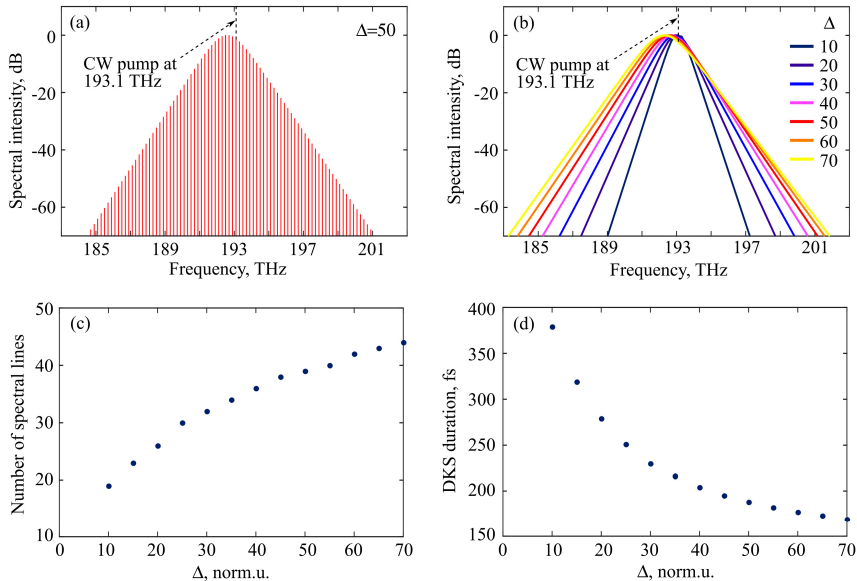 (a)
Δ=50
CW pump at
193.1 THz
Spectral intensity, dB
0
-20
-40
-60
185
189
193
197
201
Frequency, THz
(b)
Δ
CW pump at
193.1 THz
10
20
30
40
50
60
70
Spectral intensity, dB
0
-20
-40
-60
185
189
193
197
201
Frequency, THz
(c)
Number of spectral lines
50
40
30
20
10
0
10
20
30
40
50
60
70
Δ, norm.u.
(d)
DKS duration, fs
400
350
300
250
200
150
0
10
20
30
40
50
60
70
Δ, norm.u.